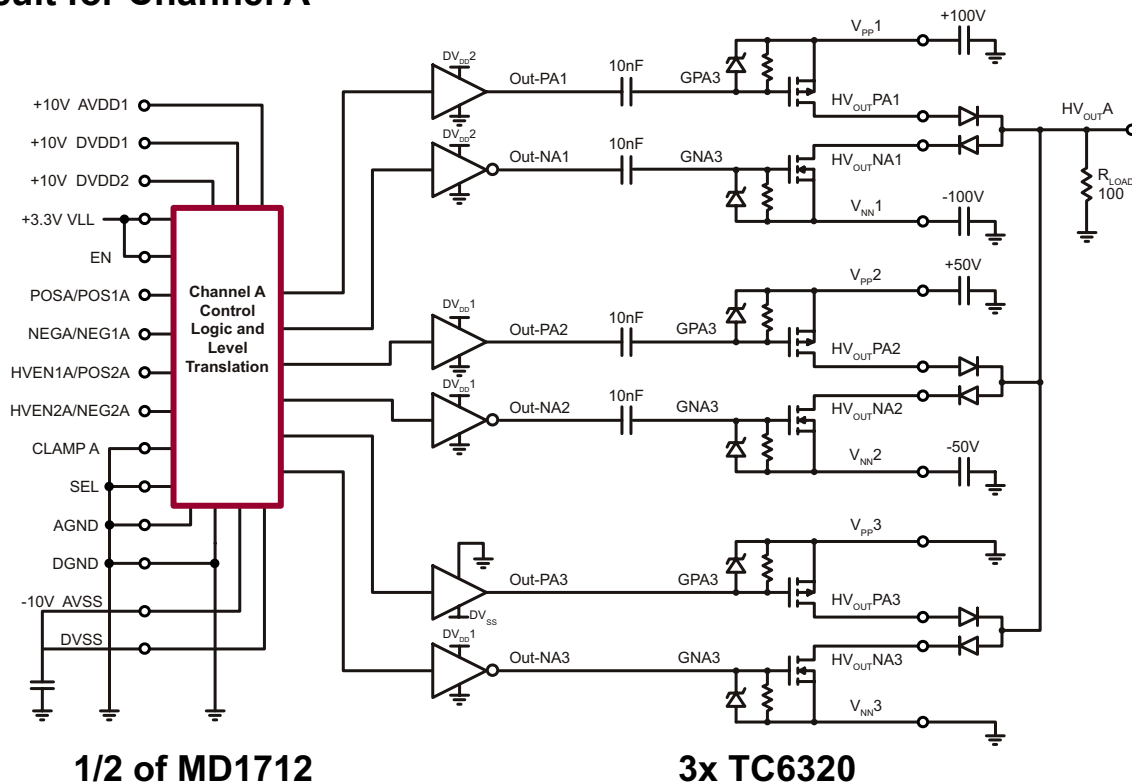 Channel A
+10V AVDD1
+10V DVDD1
+10V DVDD2
+3.3V VLL
EN
POSA/POS1A
NEGA/NEG1A
HVEN1A/POS2A
HVEN2A/NEG2A
CLAMP A
SEL
AGND
DGND
-10V AVSS
DVSS
Channel A
Control
Logic and
Level
Translation
DVDD2
Out-PA1
10nF
GPA3
VPP1
+100V
HVOUTPA1
DVDD2
Out-NA1
10nF
GNA3
HVOUTNA1
VNN1
-100V
HVOUTA
RLOAD
100
DVDD1
Out-PA2
10nF
GPA3
VPP2
+50V
HVOUTPA2
DVDD1
Out-NA2
10nF
GNA3
HVOUTNA2
VNN2
-50V
Out-PA3
DVSS
GPA3
VPP3
HVOUTPA3
DVDD1
Out-NA3
GNA3
HVOUTNA3
VNN3
1/2 of MD1712
3x TC6320